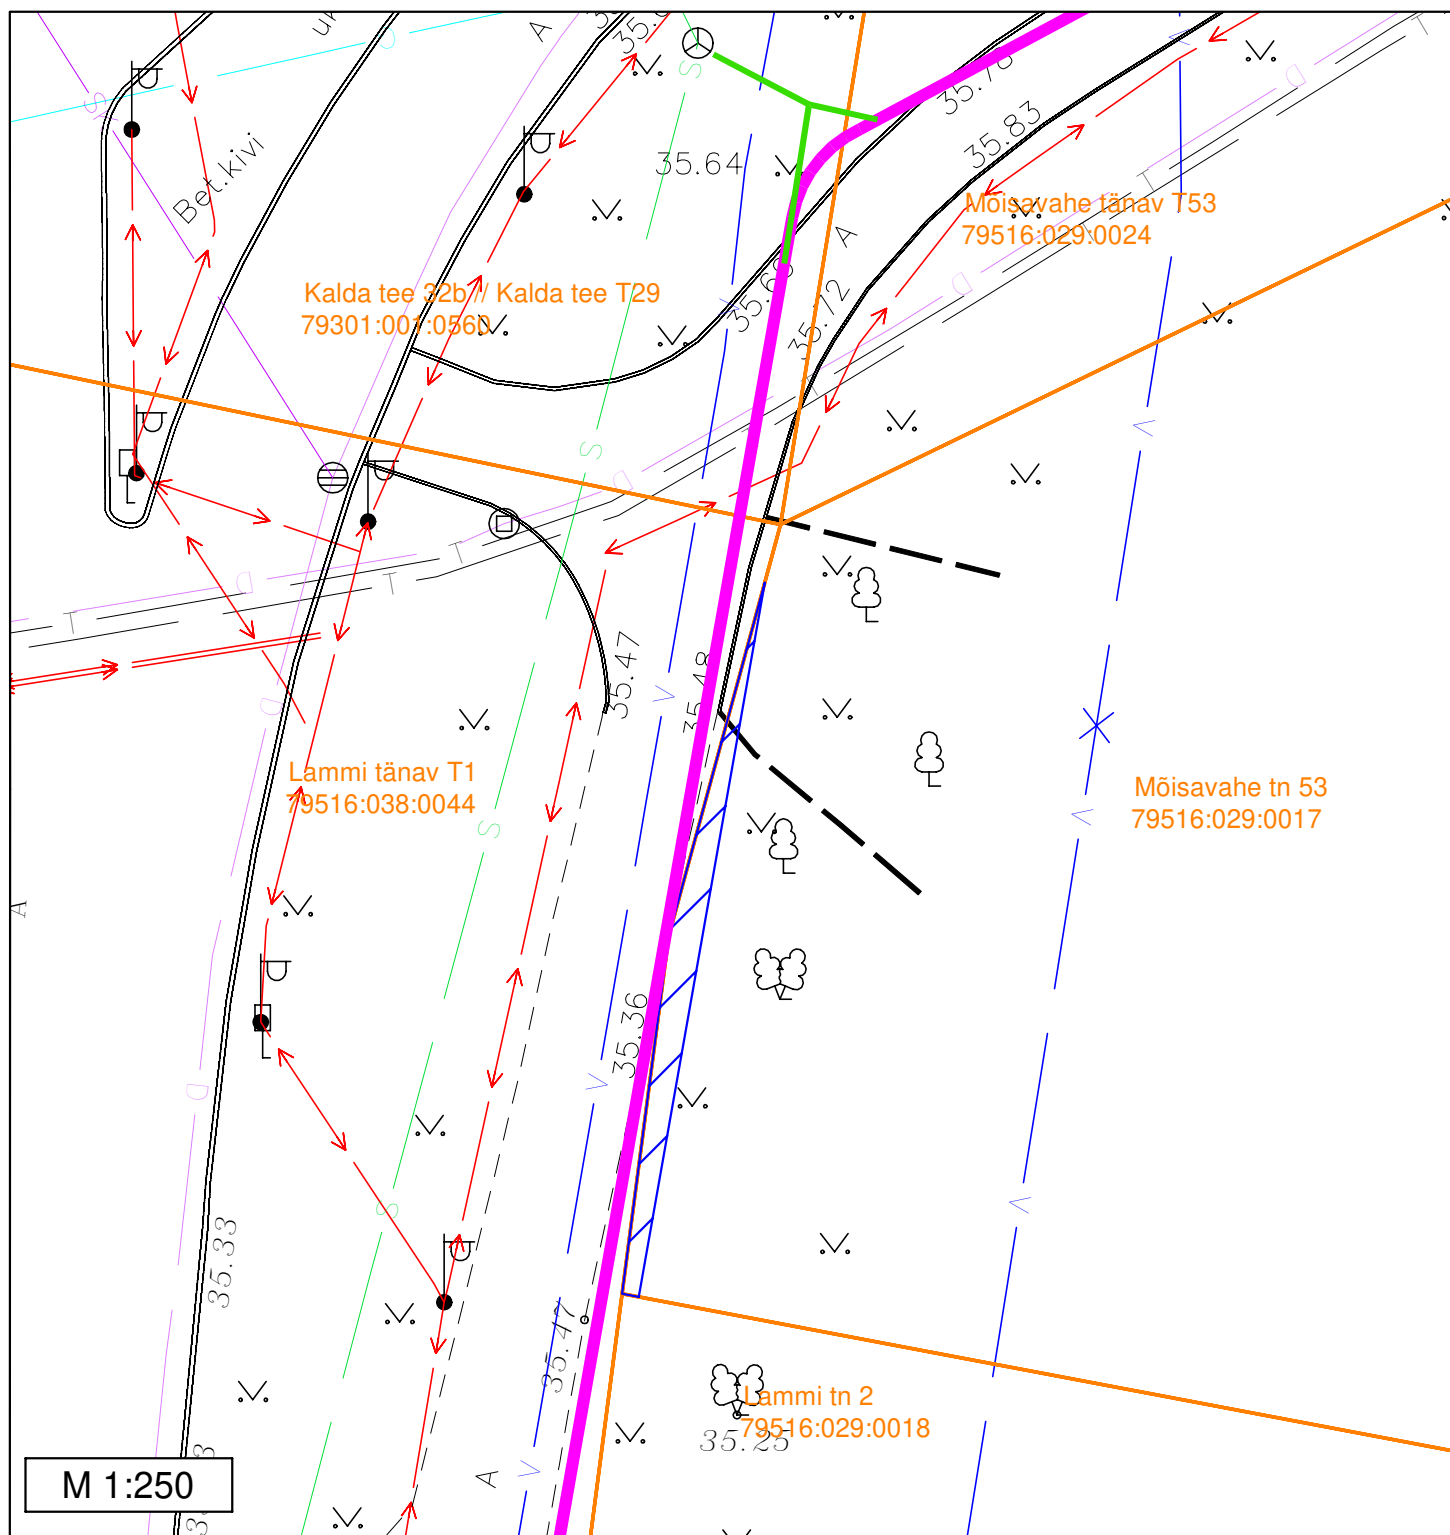 Bet.kivi
35.78
35.83
35.64
Mõisavahe tänav T53
79516:029:0024
A
A
35.69
35.72
Kalda tee 32b // Kalda tee T29
79301:001:0560
35.47
35.48
Lammi tänav T1
79516:038:0044
Mõisavahe tn 53
79516:029:0017
A
35.36
35.33
35.47
Lammi tn 2
79516:029:0018
35.25
A
M 1:250